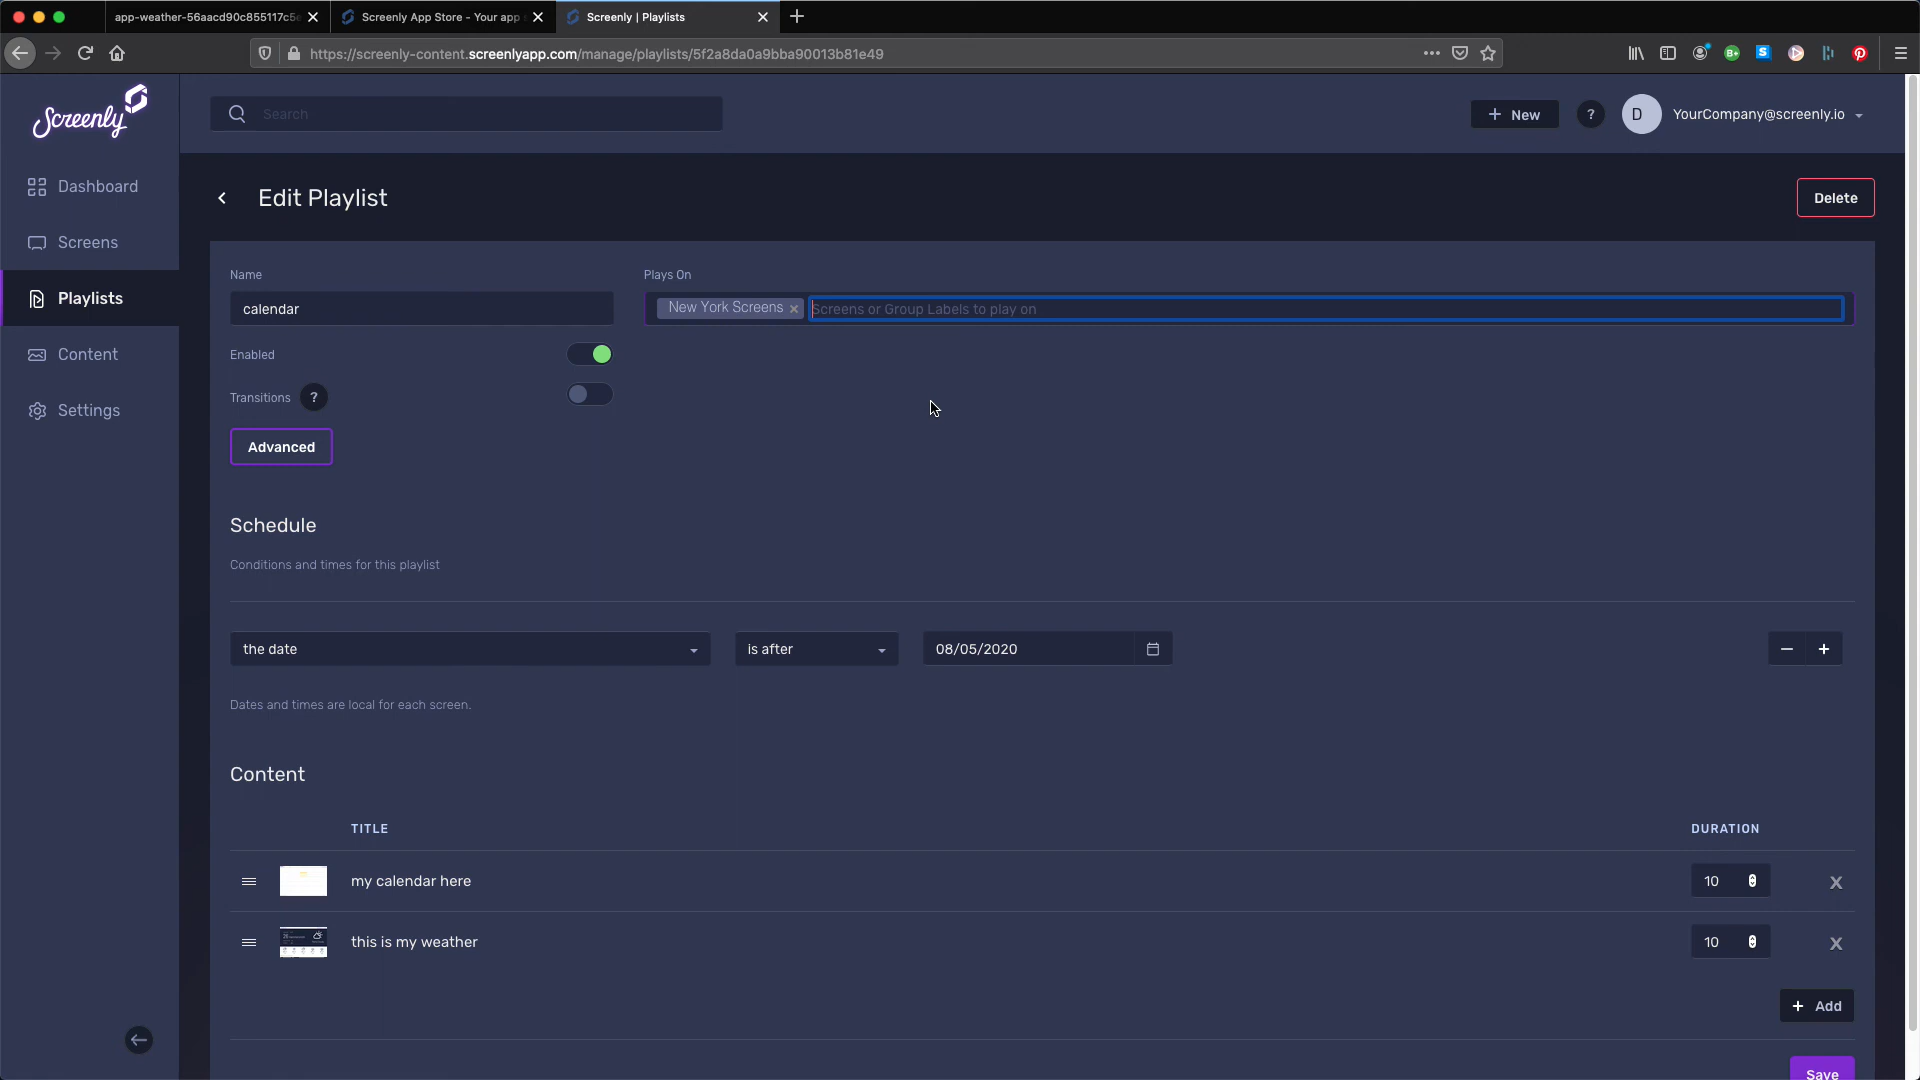 app-weather-56aacd90c855117c5
Screenly App Store - Your app
Screenly | Playlists
https://screenly-content.screenlyapp.com/manage/playlists/5f2a8da0a9bba90013b81e49
Screenly
Search
+ New
?
D
YourCompany@screenly.io
Dashboard
Screens
Playlists
Content
Settings
Edit Playlist
Delete
Name
Plays On
calendar
New York Screens ×
Screens or Group Labels to play on
Enabled
Transitions ?
Advanced
Schedule
Conditions and times for this playlist
the date
is after
08/05/2020
Dates and times are local for each screen.
Content
TITLE
DURATION
my calendar here
10
X
this is my weather
10
X
+ Add
Save